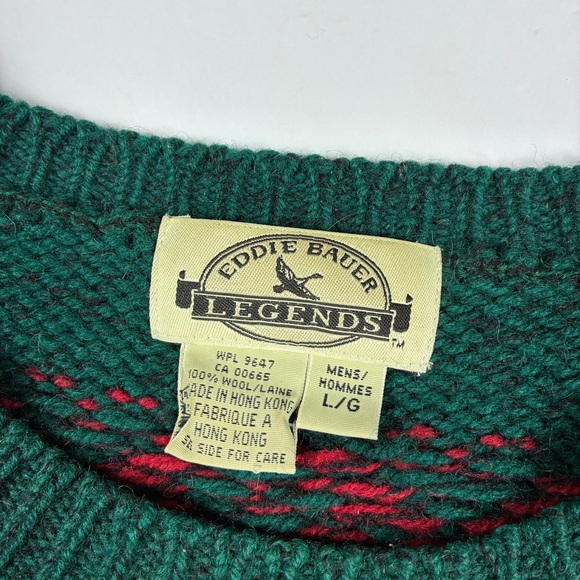 EDDIE BAUER
LEGENDS
TM
WPL 9647
CA 00665
100% WOOL/LAINE
MADE IN HONG KONG
FABRIQUE A
HONG KONG
SIDE FOR CARE
MENS/
HOMMES
L/G